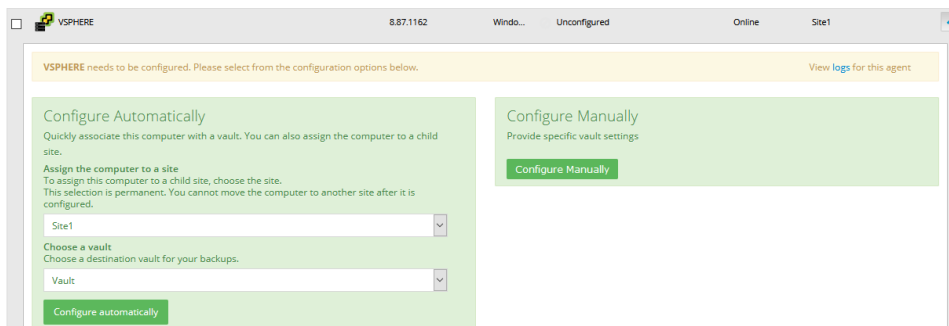 VSPHERE 8.87.1162 Windo... Unconfigured Online Site1
VSPHERE needs to be configured. Please select from the configuration options below. View logs for this agent
Configure Automatically
Quickly associate this computer with a vault. You can also assign the computer to a child
site.
Assign the computer to a site
To assign this computer to a child site, choose the site.
This selection is permanent. You cannot move the computer to another site after it is
configured.
Site1
Choose a vault
Choose a destination vault for your backups.
Vault
Configure automatically
Configure Manually
Provide specific vault settings
Configure Manually